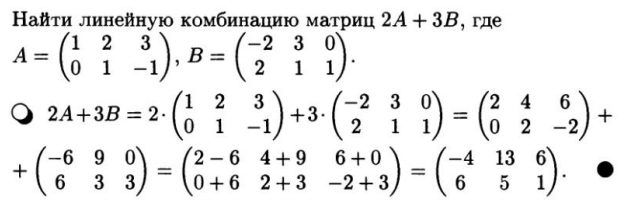 Найти линейную комбинацию матриц 2A + 3B, где
A = (1 2 3
0 1 −1), B = (−2 3 0
2 1 1).
2A+3B = 2·(1 2 3
0 1 −1)+3·(−2 3 0
2 1 1) = (2 4 6
0 2 −2) +
+ (−6 9 0
6 3 3) = (2−6 4+9 6+0
0+6 2+3 −2+3) = (−4 13 6
6 5 1).